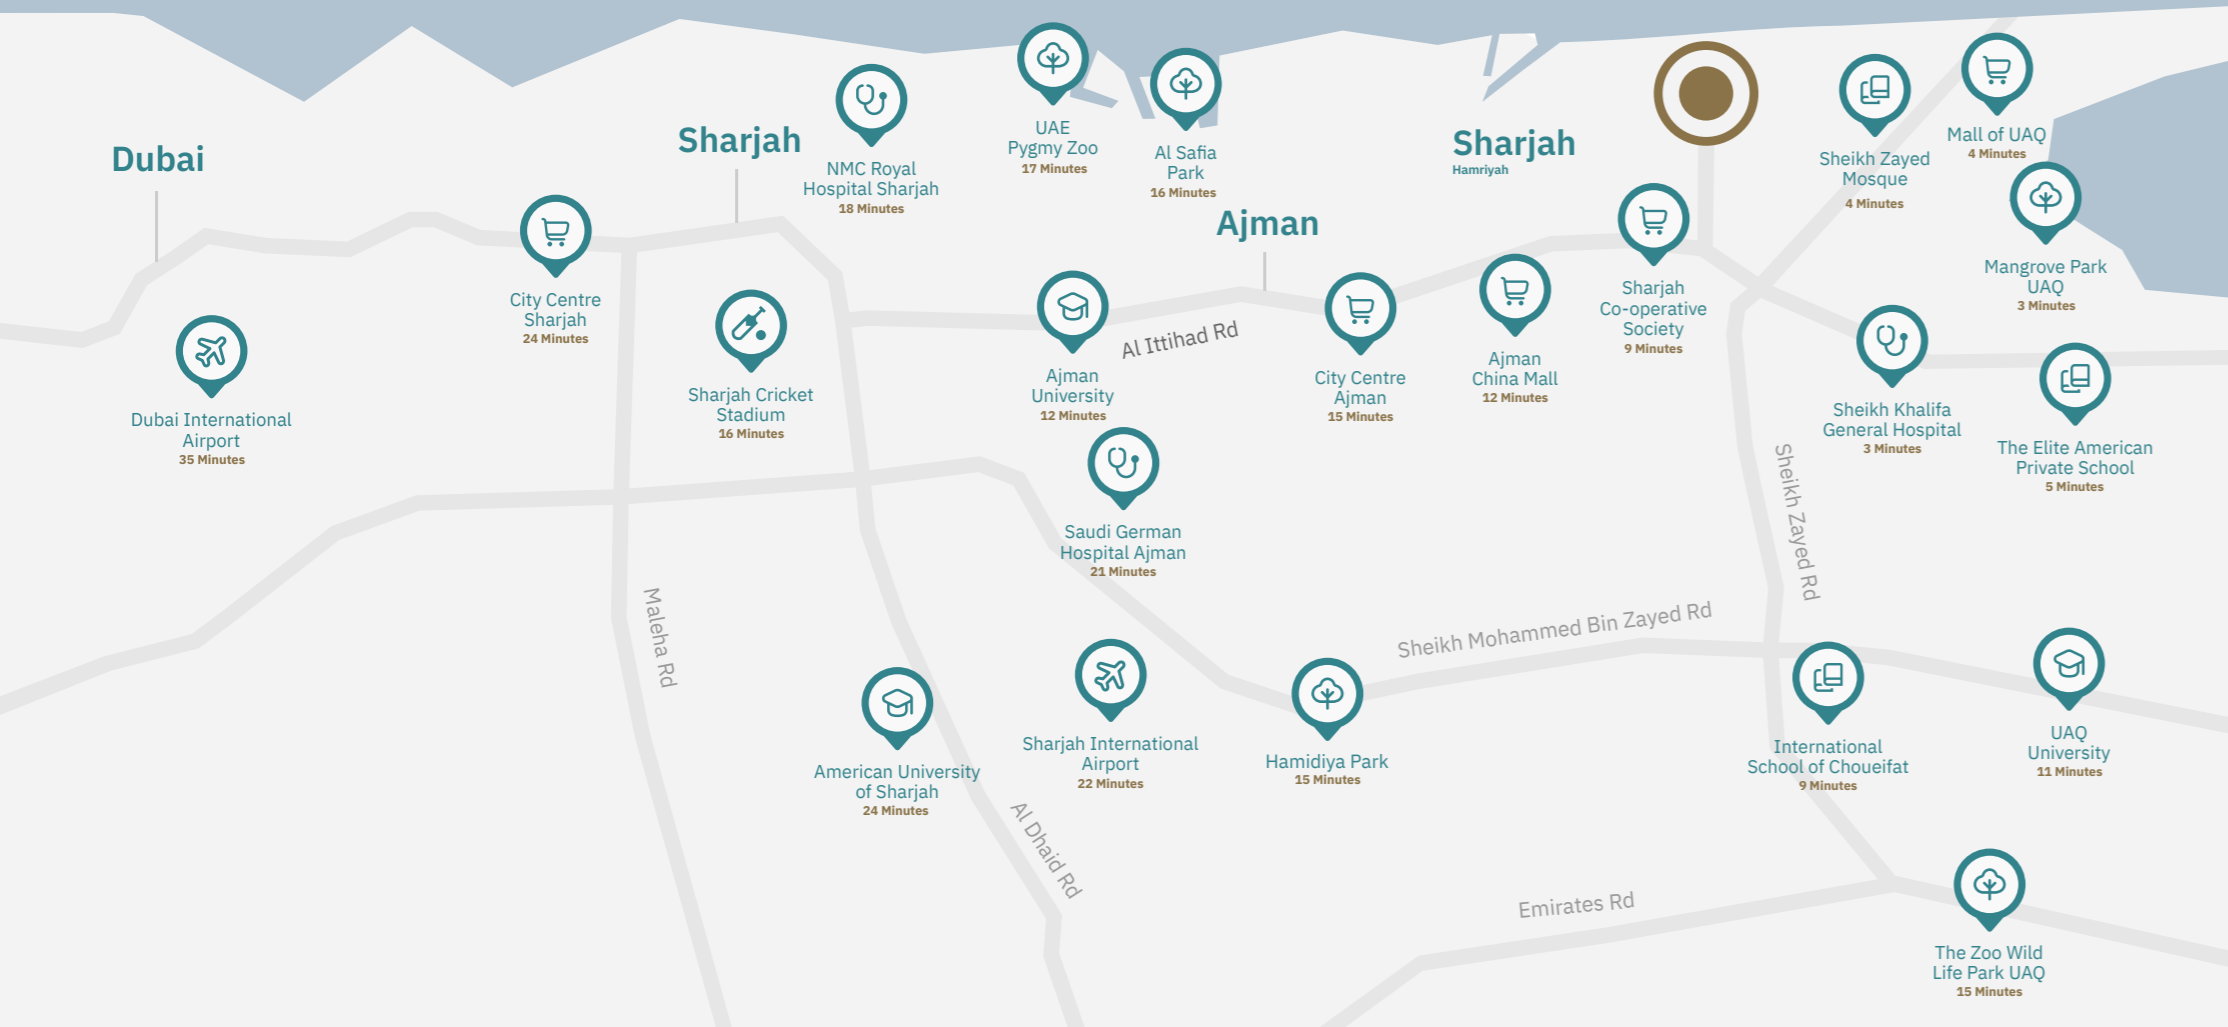 Dubai
Sharjah
NMC Royal
Hospital Sharjah
18 Minutes
UAE
Pygmy Zoo
17 Minutes
Al Safia
Park
16 Minutes
Ajman
Sharjah
Hamriyah
Sheikh Zayed
Mosque
4 Minutes
Mall of UAQ
4 Minutes
Mangrove Park
UAQ
3 Minutes
City Centre
Sharjah
24 Minutes
Dubai International
Airport
35 Minutes
Sharjah Cricket
Stadium
16 Minutes
Ajman
University
12 Minutes
Al Ittihad Rd
City Centre
Ajman
15 Minutes
Ajman
China Mall
12 Minutes
Sharjah
Co-operative
Society
9 Minutes
Sheikh Khalifa
General Hospital
3 Minutes
The Elite American
Private School
5 Minutes
Saudi German
Hospital Ajman
21 Minutes
Sheikh Zayed Rd
Maleha Rd
Sheikh Mohammed Bin Zayed Rd
American University
of Sharjah
24 Minutes
Sharjah International
Airport
22 Minutes
Hamidiya Park
15 Minutes
International
School of Choueifat
9 Minutes
UAQ
University
11 Minutes
Al Dhaid Rd
Emirates Rd
The Zoo Wild
Life Park UAQ
15 Minutes